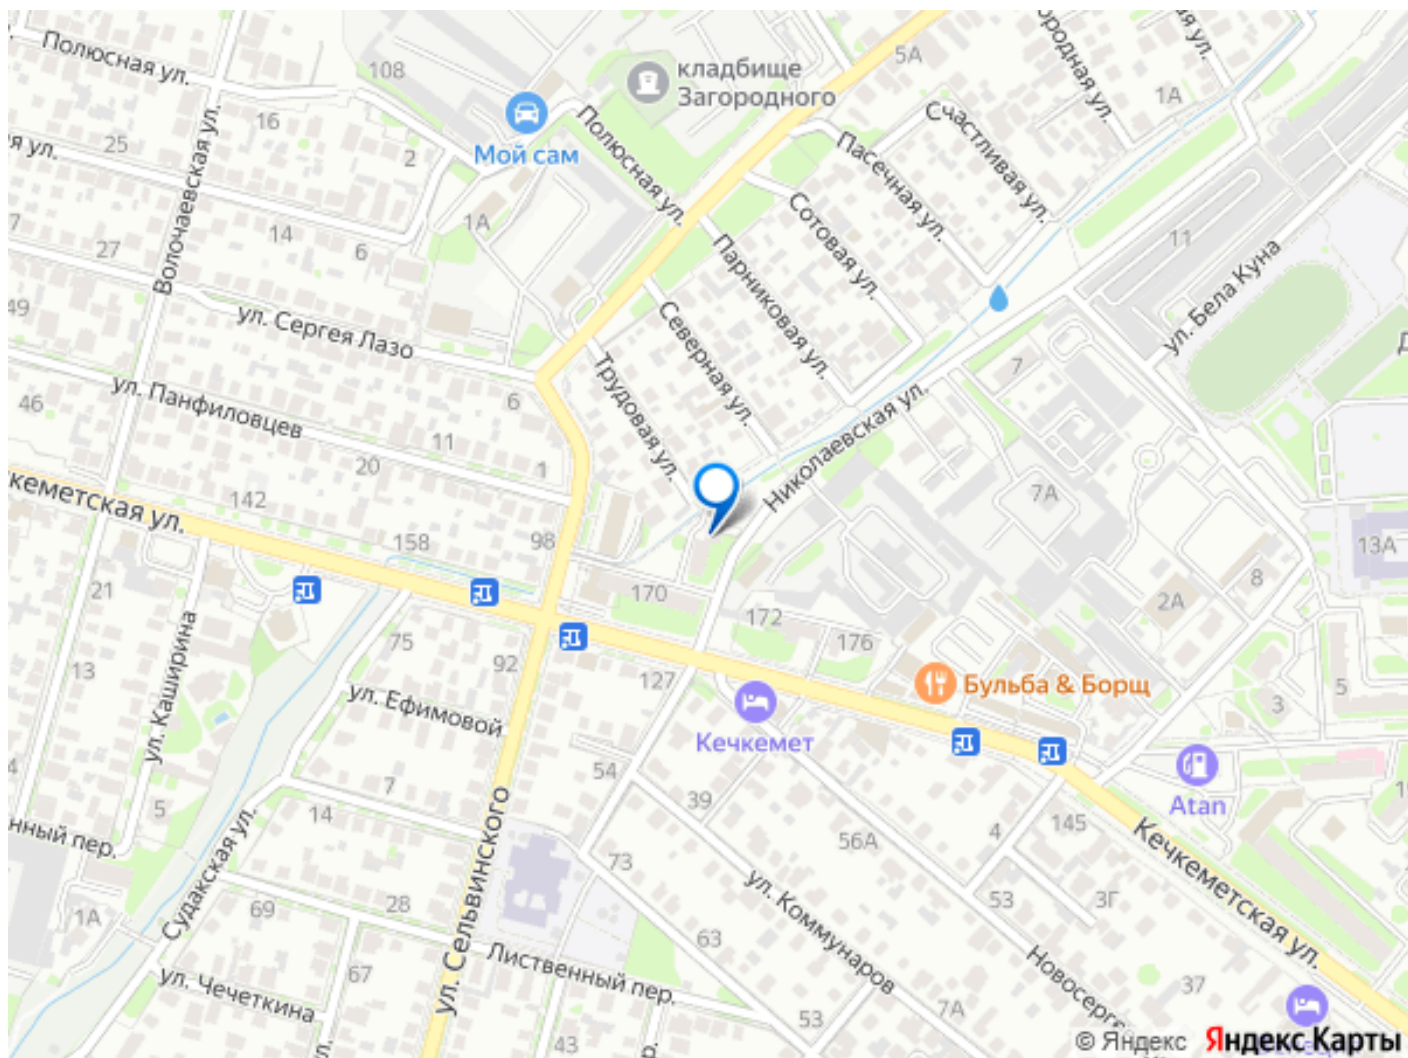 Полюсная ул.
108
кладбище
Загородного
5А
1А
Мой сам
16
25
2
Полюсная ул.
Счастливая ул.
Пасечная ул.
Сотовая ул.
Волочаевская ул.
1А
14
6
27
11
Парниковая ул.
ул. Бела Куна
49
ул. Сергея Лазо
Северная ул.
7
ул. Панфиловцев
Трудовая ул.
Николаевская ул.
46
6
11
20
1
7А
142
158
98
13А
21
170
172
176
8
2А
75
92
127
13
ул. Каширина
ул. Ефимовой
Бульба & Борщ
3
5
Кечкемет
54
7
14
39
Atan
5
56А
4
145
Кечкеметская ул.
Судакская ул.
ул. Сельвинского
73
ул. Коммунаров
53
3Г
1А
69
28
63
Лиственный пер.
67
ул. Чечеткина
37
7А
53
43
© Яндекс Яндекс Карты